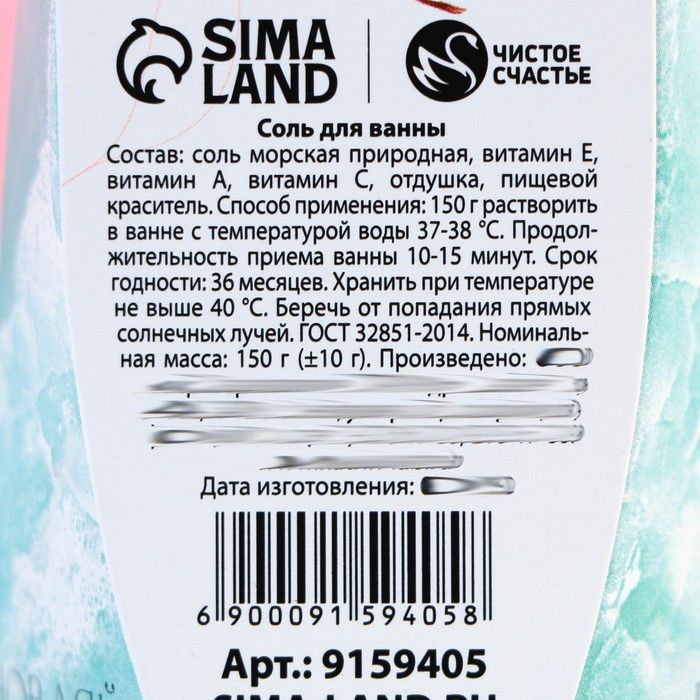 SIMA
LAND
ЧИСТОЕ
СЧАСТЬЕ
Соль для ванны
Состав: соль морская природная, витамин Е,
витамин А, витамин С, отдушка, пищевой
краситель. Способ применения: 150 г растворить
в ванне с температурой воды 37-38 °C. Продол-
жительность приема ванны 10-15 минут. Срок
годности: 36 месяцев. Хранить при температуре
не выше 40 °C. Беречь от попадания прямых
солнечных лучей. ГОСТ 32851-2014. Номиналь-
ная масса: 150 г (±10 г). Произведено:
Дата изготовления:
6 900091 594058
Арт.: 9159405
SIMA-LAND.RU